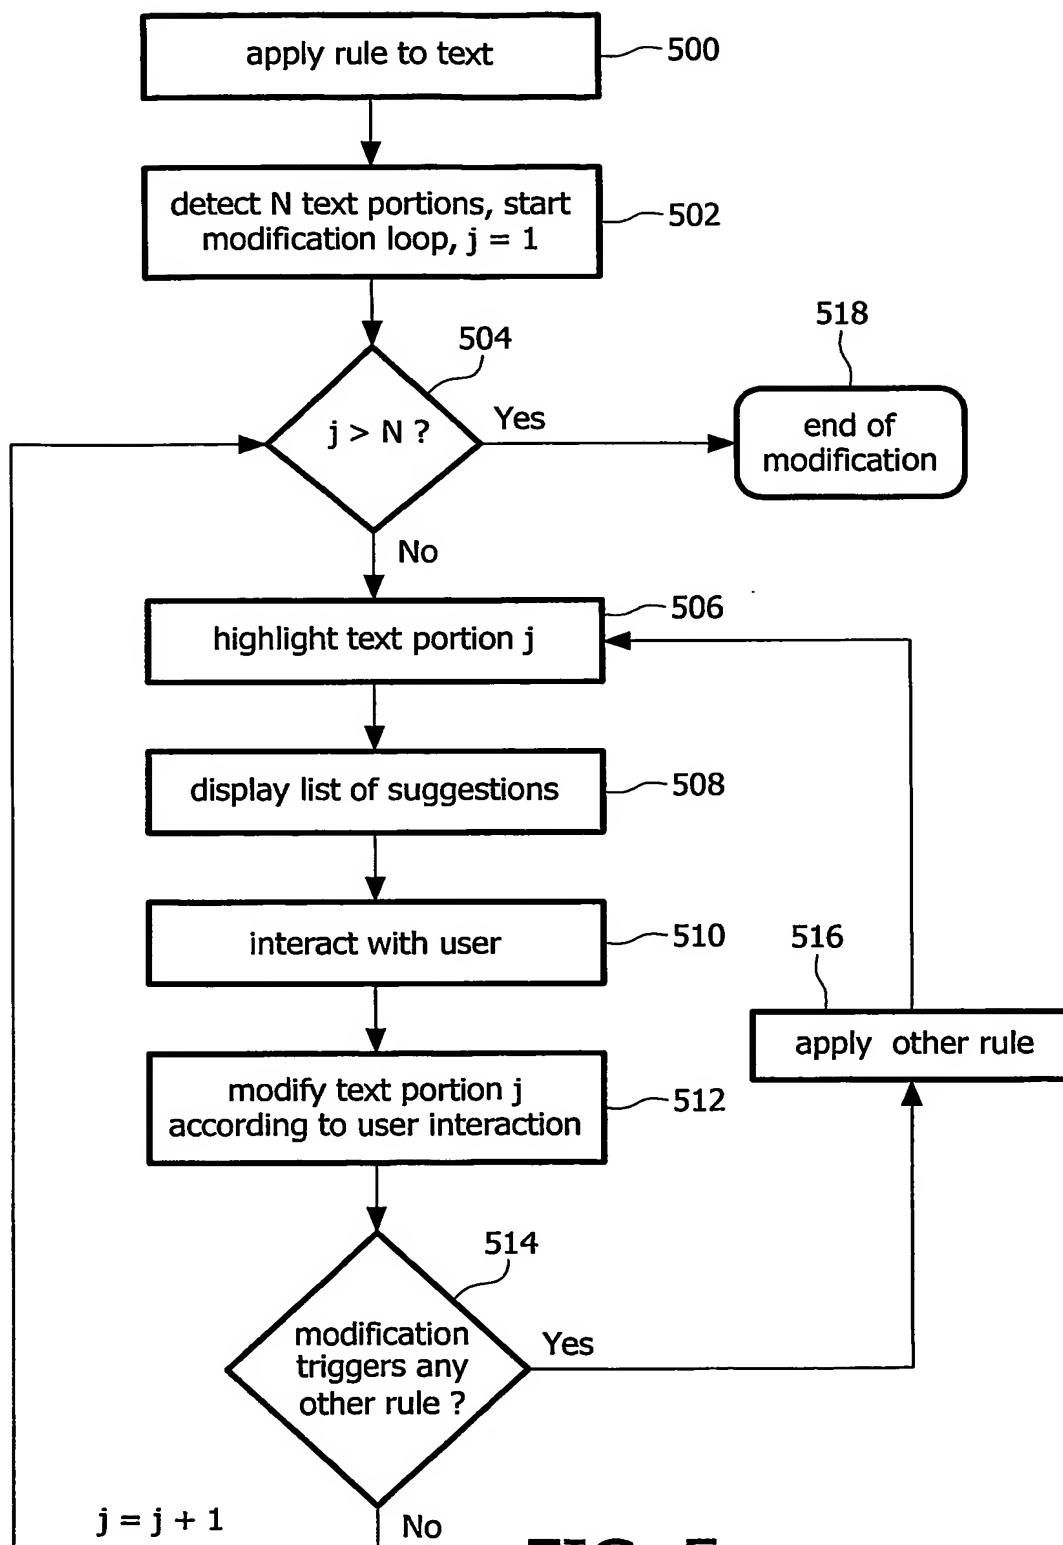 apply rule to text
500
detect N text portions, start
modification loop, j = 1
502
504
518
j > N ?
Yes
end of
modification
No
506
highlight text portion j
display list of suggestions
508
interact with user
510
516
apply other rule
modify text portion j
according to user interaction
512
514
modification
triggers any
other rule ?
Yes
j = j + 1
No